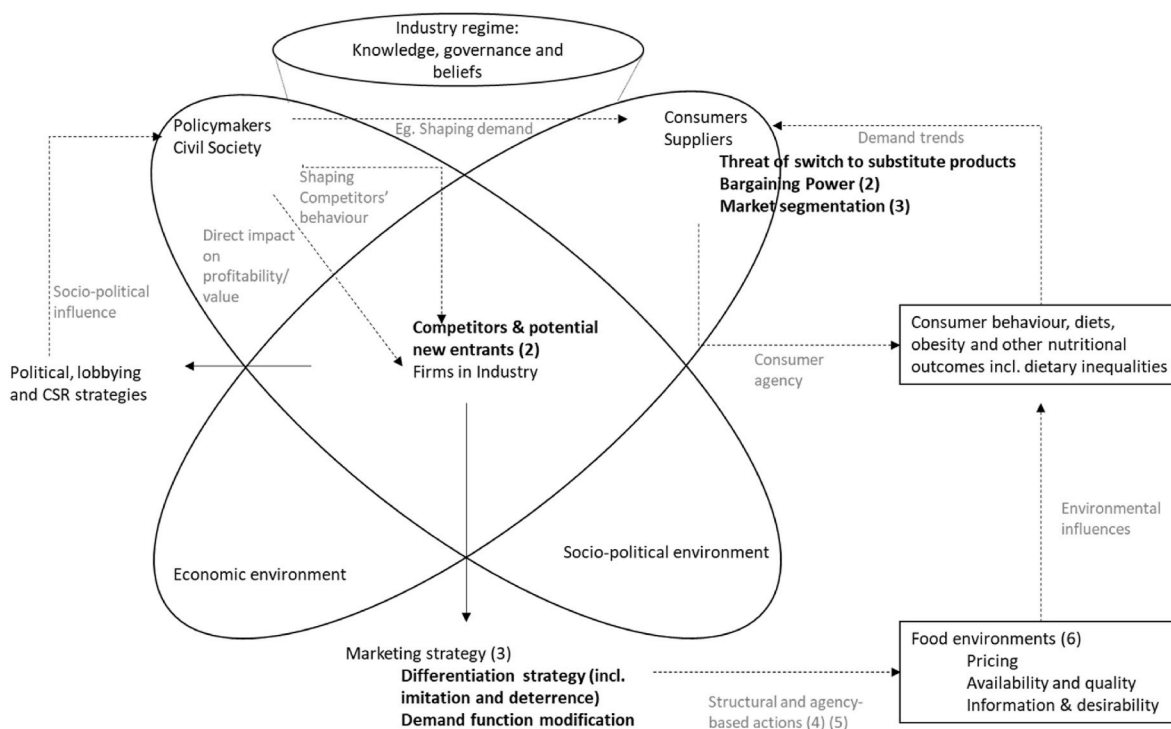 Industry regime:
Knowledge, governance and
beliefs
Policymakers
Civil Society
Eg. Shaping demand
Consumers
Suppliers
Demand trends
Threat of switch to substitute products
Bargaining Power (2)
Market segmentation (3)
Shaping
Competitors'
behaviour
Direct impact
on
profitability/
value
Socio-political
influence
Competitors & potential
new entrants (2)
Firms in Industry
Political, lobbying
and CSR strategies
Consumer
agency
Consumer behaviour, diets,
obesity and other nutritional
outcomes incl. dietary inequalities
Environmental
influences
Economic environment
Socio-political environment
Marketing strategy (3)
Differentiation strategy (incl.
imitation and deterrence)
Demand function modification
Structural and agency-
based actions (4) (5)
Food environments (6)
Pricing
Availability and quality
Information & desirability